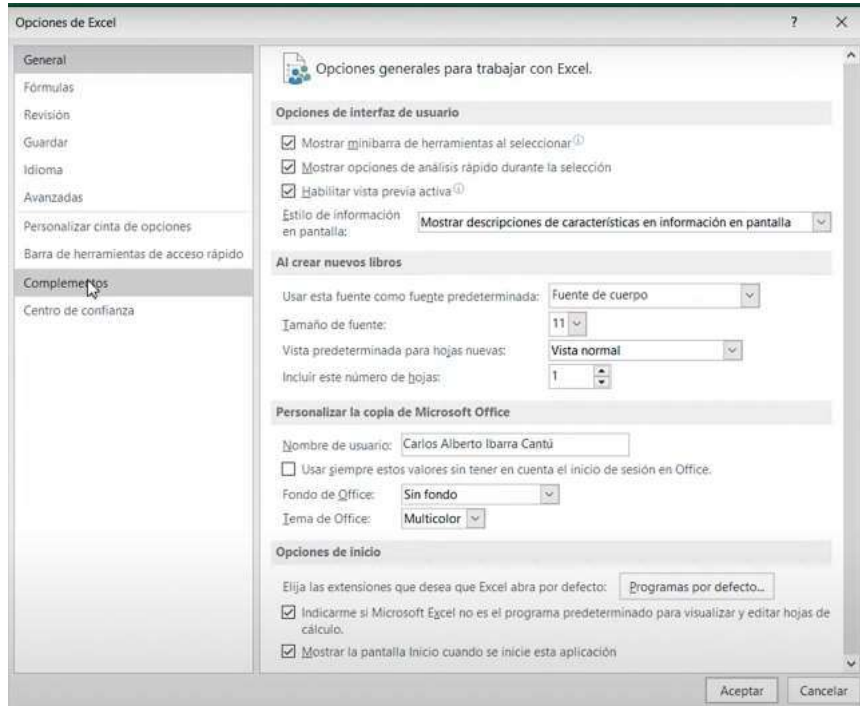 Opciones de Excel
?
General
Fórmulas
Revisión
Guardar
Idioma
Avanzadas
Personalizar cinta de opciones
Barra de herramientas de acceso rápido
Complementos
Centro de confianza
Opciones generales para trabajar con Excel.
Opciones de interfaz de usuario
Mostrar minibarra de herramientas al seleccionar
Mostrar opciones de análisis rápido durante la selección
Habilitar vista previa activa
Estilo de información
en pantalla:
Mostrar descripciones de características en información en pantalla
Al crear nuevos libros
Usar esta fuente como fuente predeterminada: Fuente de cuerpo
Tamaño de fuente: 11
Vista predeterminada para hojas nuevas: Vista normal
Incluir este número de hojas: 1
Personalizar la copia de Microsoft Office
Nombre de usuario: Carlos Alberto Ibarra Cantú
Usar siempre estos valores sin tener en cuenta el inicio de sesión en Office.
Fondo de Office: Sin fondo
Tema de Office: Multicolor
Opciones de inicio
Elija las extensiones que desea que Excel abra por defecto: Programas por defecto...
Indicarme si Microsoft Excel no es el programa predeterminado para visualizar y editar hojas de
cálculo.
Mostrar la pantalla Inicio cuando se inicie esta aplicación
Aceptar Cancelar